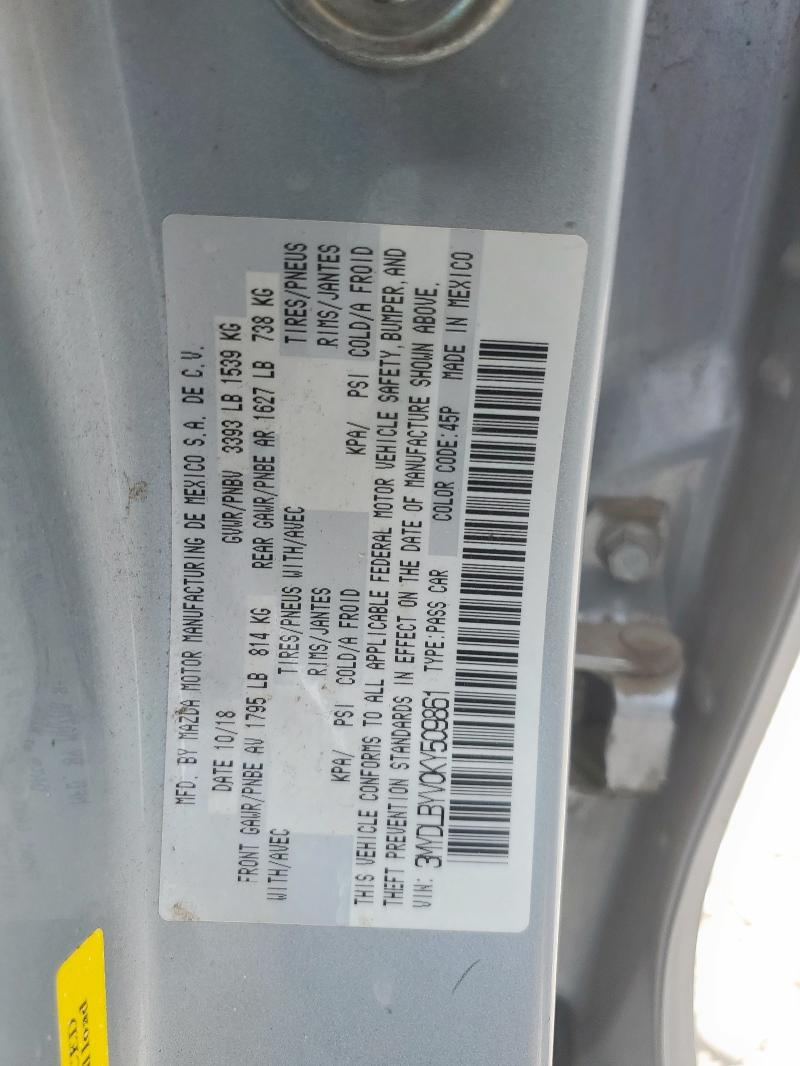 MFD. BY MAZDA MOTOR MANUFACTURING DE MEXICO S.A. DE C.V.
DATE 10/18 GVWR/PNBV 3393 LB 1539 KG
FRONT GAWR/PNBE AV 1795 LB 814 KG REAR GAWR/PNBE AR 1627 LB 738 KG
WITH/AVEC TIRES/PNEUS WITH/AVEC TIRES/PNEUS
RIMS/JANTES RIMS/JANTES
KPA/ PSI COLD/A FROID KPA/ PSI COLD/A FROID
THIS VEHICLE CONFORMS TO ALL APPLICABLE FEDERAL MOTOR VEHICLE SAFETY, BUMPER, AND
THEFT PREVENTION STANDARDS IN EFFECT ON THE DATE OF MANUFACTURE SHOWN ABOVE.
VIN: 3MYDLBYV0KY509861 TYPE:PASS CAR COLOR CODE:45P MADE IN MEXICO
load